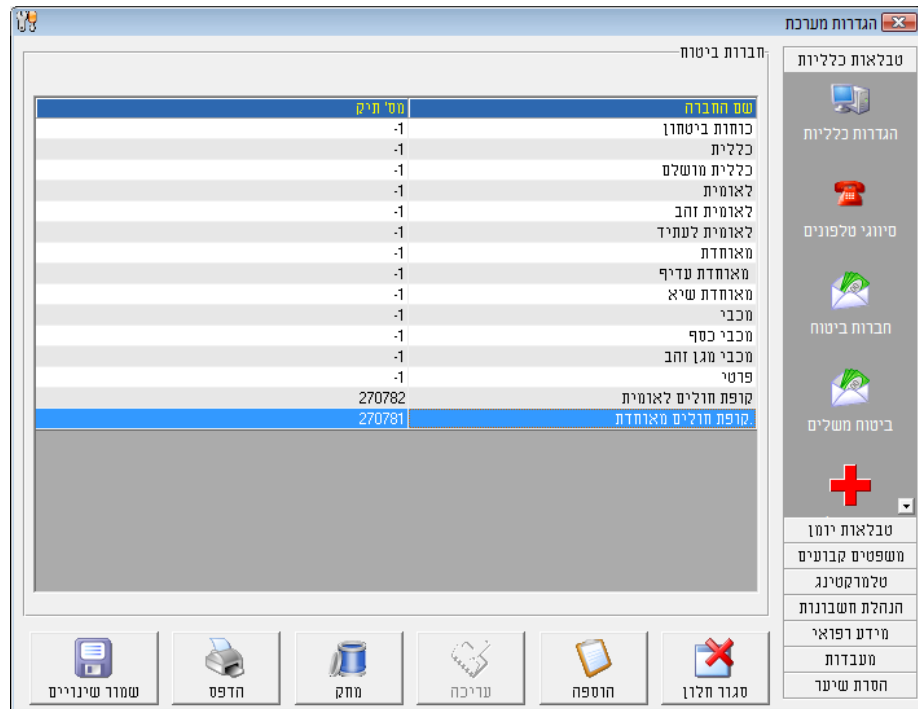 הגדרות מערכת
טבלאות כלליות
הגדרות כלליות
סיווגי טלפונים
חברות ביטוח
ביטוח משלים
טבלאות יומן
משפטים קבועים
טלמרקטינג
הנהלת חשבונות
מידע רפואי
מעבדות
הסרת שיער
חברות ביטוח
שם החברה מס' תיק
כוחות ביטחון -1
כללית -1
כללית מושלם -1
לאומית -1
לאומית זהב -1
לאומית לעתיד -1
מאוחדת -1
מאוחדת עדיף -1
מאוחדת שיא -1
מכבי -1
מכבי כסף -1
מכבי מגן זהב -1
פרטי -1
קופת חולים לאומית 270782
קופת חולים מאוחדת. 270781
סגור חלון
הוספה
עריכה
מחק
הדפס
שמור שינויים